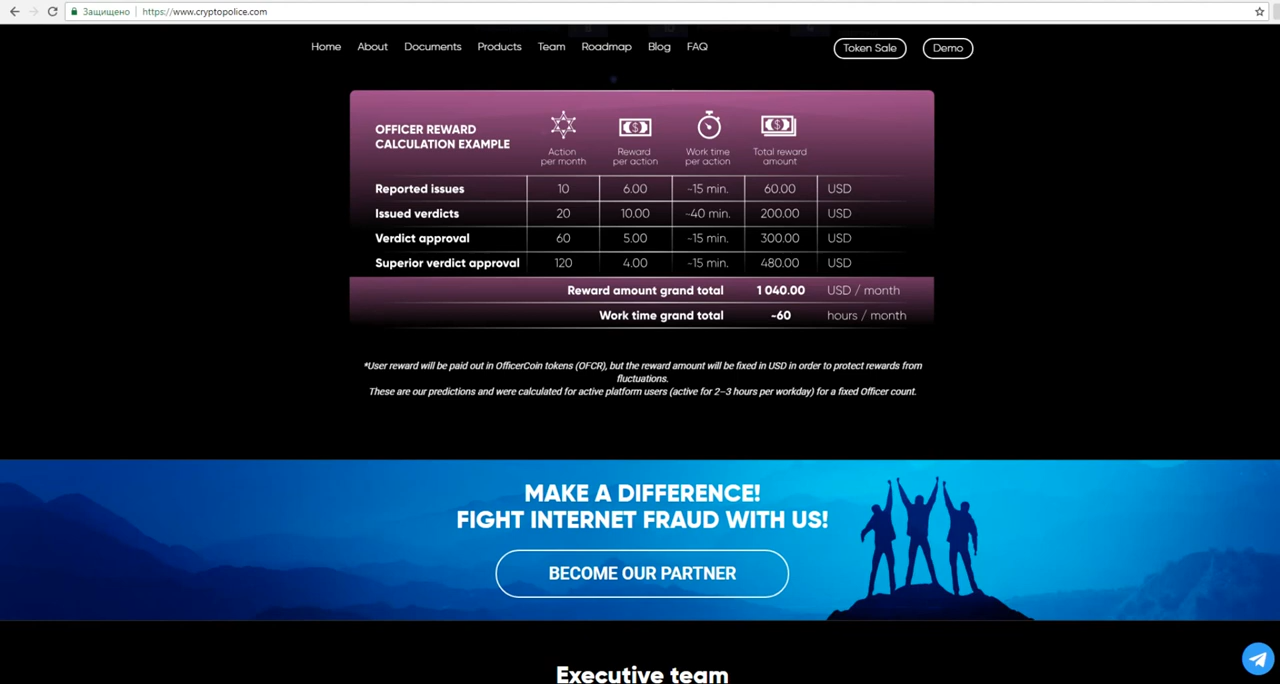 Защищено
https://www.cryptopolice.com
Home About Documents Products Team Roadmap Blog FAQ Token Sale Demo
OFFICER REWARD
CALCULATION EXAMPLE
Action
per month
Reward
per action
Work time
per action
Total reward
amount
Reported issues 10 6.00 ~15 min. 60.00 USD
Issued verdicts 20 10.00 ~40 min. 200.00 USD
Verdict approval 60 5.00 ~15 min. 300.00 USD
Superior verdict approval 120 4.00 ~15 min. 480.00 USD
Reward amount grand total 1 040.00 USD / month
Work time grand total ~60 hours / month
*User reward will be paid out in OfficerCoin tokens (OFCR), but the reward amount will be fixed in USD in order to protect rewards from
fluctuations.
These are our predictions and were calculated for active platform users (active for 2–3 hours per workday) for a fixed Officer count.
MAKE A DIFFERENCE!
FIGHT INTERNET FRAUD WITH US!
BECOME OUR PARTNER
Executive team